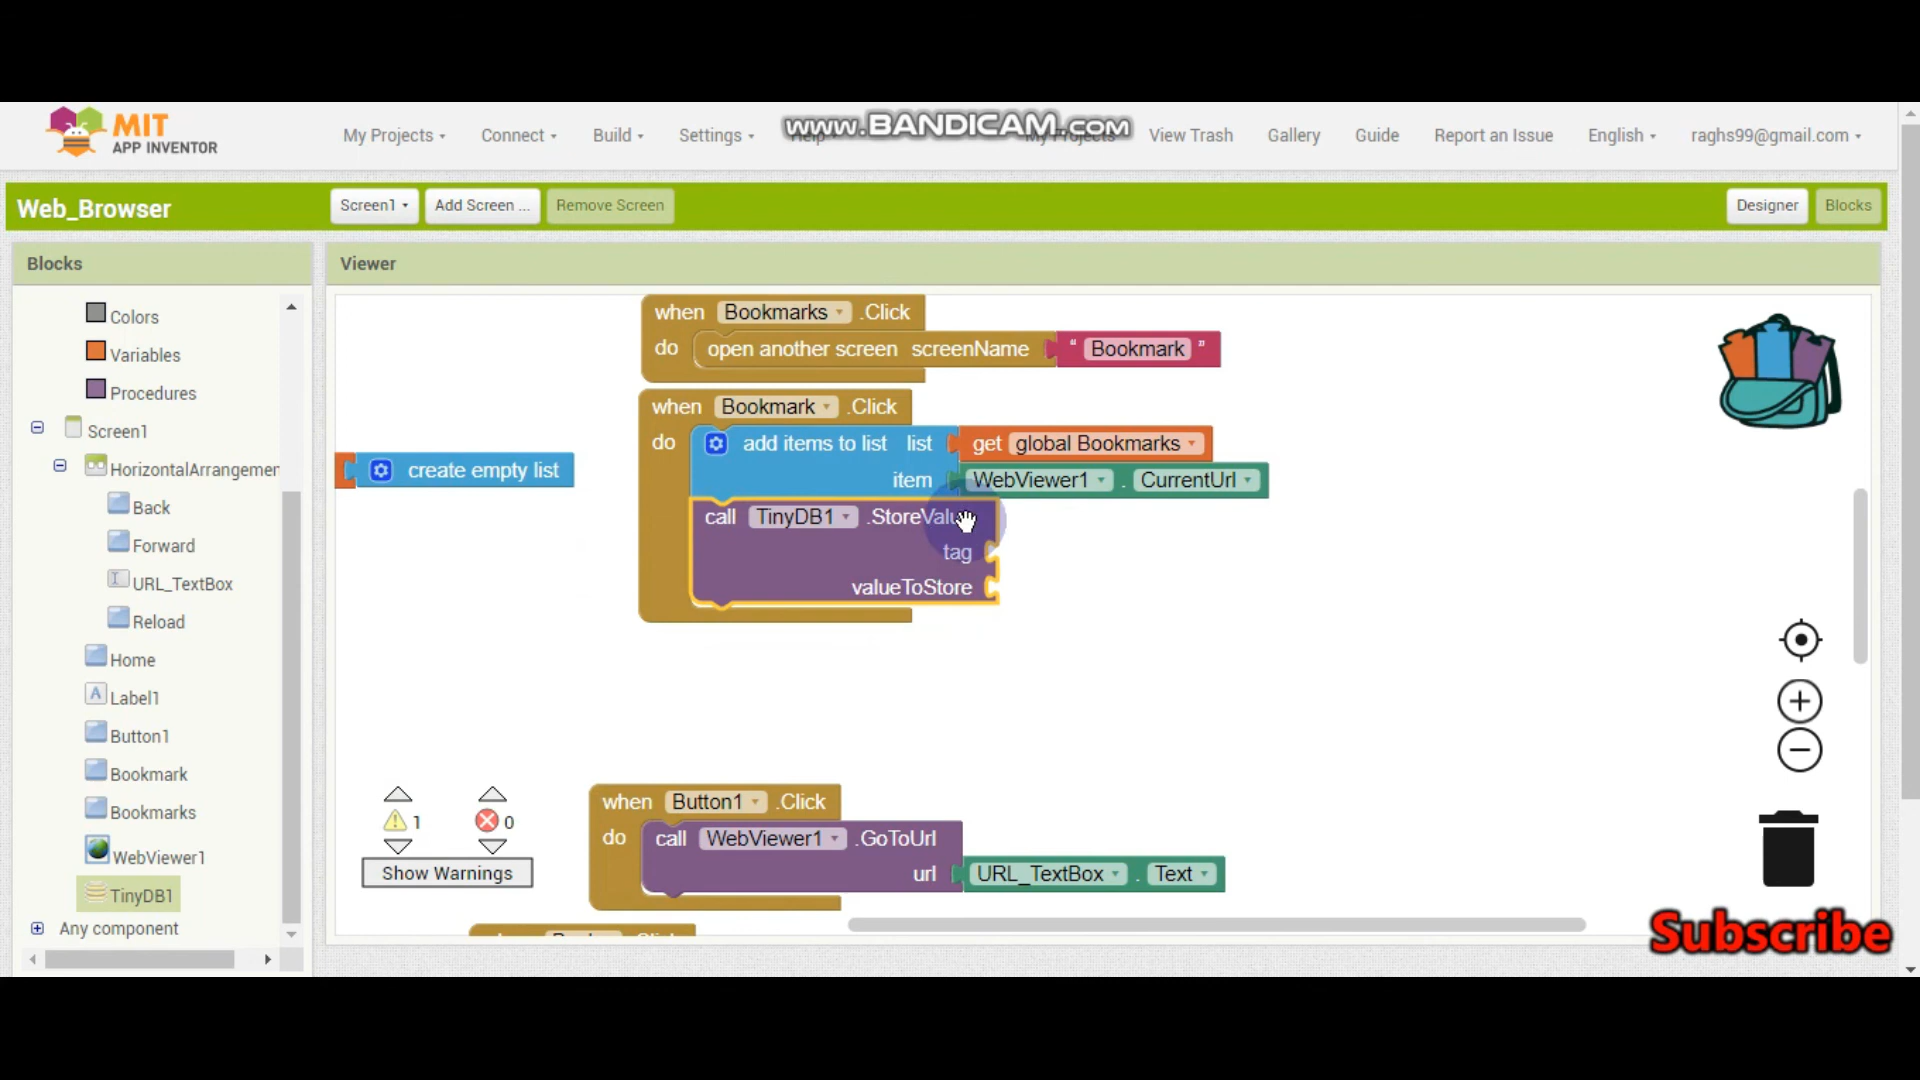 MIT
APP INVENTOR
My Projects
Connect
Build
Settings
Help
www.BANDICAM.com
My Projects
View Trash
Gallery
Guide
Report an Issue
English
raghs99@gmail.com
Web_Browser
Screen1
Add Screen ...
Remove Screen
Designer
Blocks
Blocks
Viewer
Colors
Variables
Procedures
Screen1
HorizontalArrangemen
Back
Forward
URL_TextBox
Reload
Home
A Label1
Button1
Bookmark
Bookmarks
WebViewer1
TinyDB1
Any component
when Bookmarks .Click
do open another screen screenName " Bookmark "
when Bookmark .Click
do add items to list list get global Bookmarks
item WebViewer1 . CurrentUrl
create empty list
call TinyDB1 .StoreValue
tag
valueToStore
when Button1 .Click
do call WebViewer1 .GoToUrl
url URL_TextBox . Text
1
0
Show Warnings
Subscribe